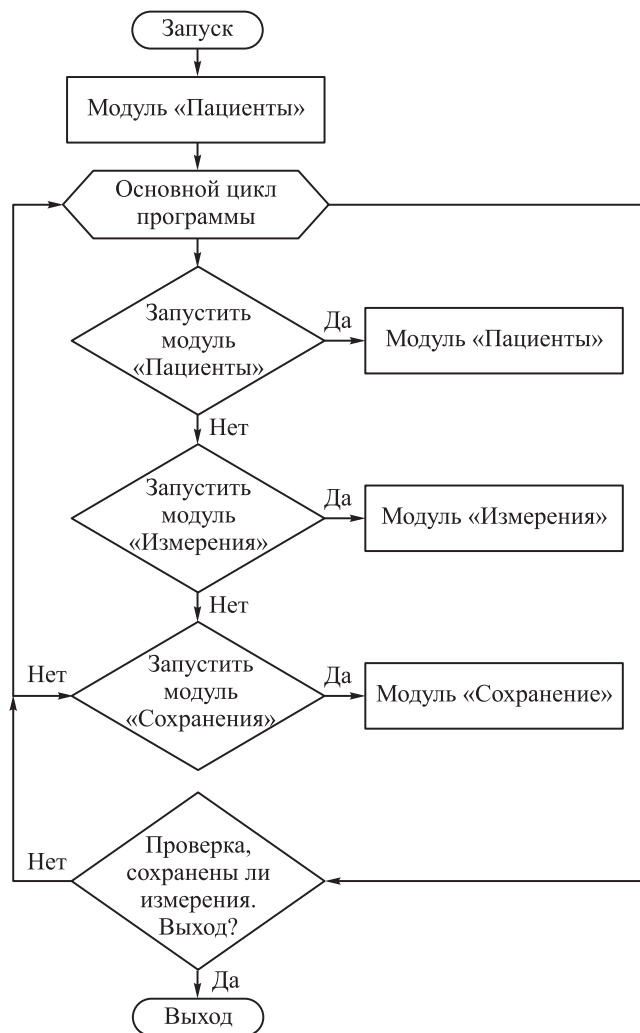 Запуск
Модуль «Пациенты»
Основной цикл
программы
Запустить
модуль
«Пациенты»
Да
Модуль «Пациенты»
Нет
Запустить
модуль
«Измерения»
Да
Модуль «Измерения»
Нет
Нет
Запустить
модуль
«Сохранения»
Да
Модуль «Сохранение»
Нет
Проверка,
сохранены ли
измерения.
Выход?
Да
Выход